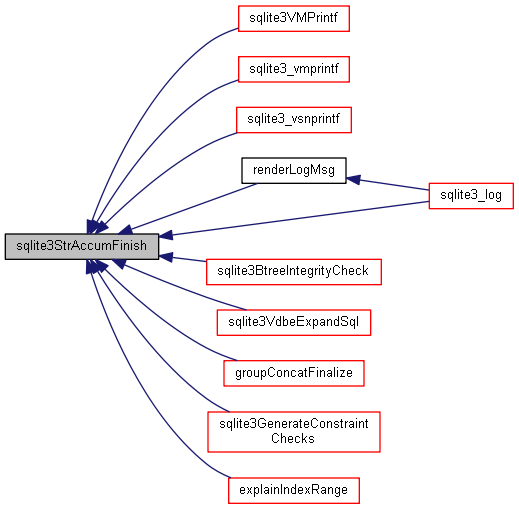 sqlite3VMPrintf
sqlite3_vmprintf
sqlite3_vsnprintf
renderLogMsg
sqlite3_log
sqlite3StrAccumFinish
sqlite3BtreeIntegrityCheck
sqlite3VdbeExpandSql
groupConcatFinalize
sqlite3GenerateConstraint
Checks
explainIndexRange